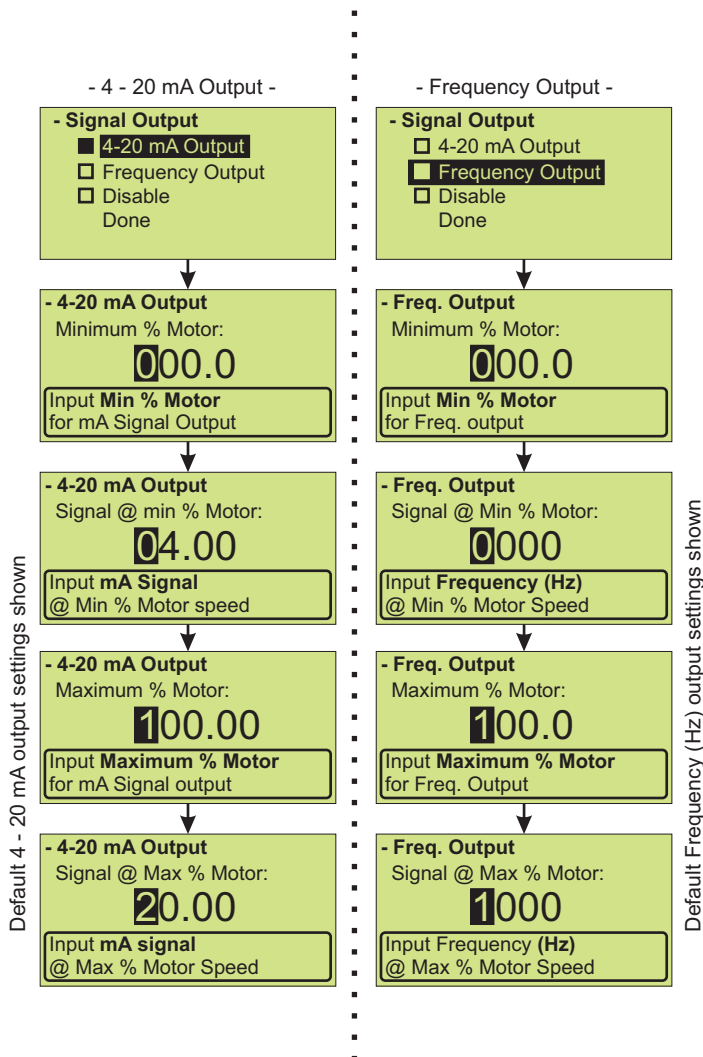 - 4 - 20 mA Output -
- Signal Output
4-20 mA Output
Frequency Output
Disable
Done
- 4-20 mA Output
Minimum % Motor:
000.0
Input Min % Motor
for mA Signal Output
- 4-20 mA Output
Signal @ min % Motor:
04.00
Input mA Signal
@ Min % Motor speed
- 4-20 mA Output
Maximum % Motor:
100.00
Input Maximum % Motor
for mA Signal output
- 4-20 mA Output
Signal @ Max % Motor:
20.00
Input mA signal
@ Max % Motor Speed
Default 4 - 20 mA output settings shown
- Frequency Output -
- Signal Output
4-20 mA Output
Frequency Output
Disable
Done
- Freq. Output
Minimum % Motor:
000.0
Input Min % Motor
for Freq. output
- Freq. Output
Signal @ Min % Motor:
0000
Input Frequency (Hz)
@ Min % Motor Speed
- Freq. Output
Maximum % Motor:
100.0
Input Maximum % Motor
for Freq. Output
- Freq. Output
Signal @ Max % Motor:
1000
Input Frequency (Hz)
@ Max % Motor Speed
Default Frequency (Hz) output settings shown